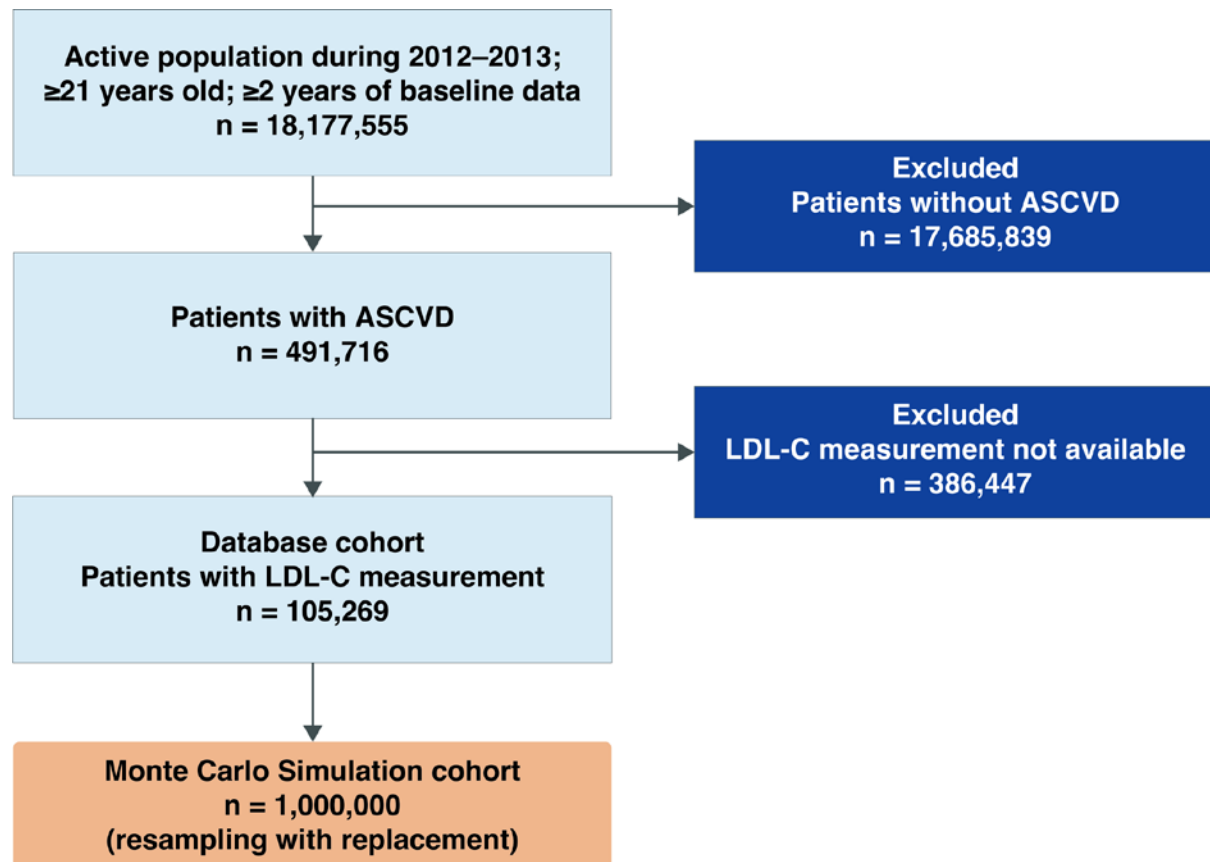 Active population during 2012–2013;
≥21 years old; ≥2 years of baseline data
n = 18,177,555
Excluded
Patients without ASCVD
n = 17,685,839
Patients with ASCVD
n = 491,716
Excluded
LDL-C measurement not available
n = 386,447
Database cohort
Patients with LDL-C measurement
n = 105,269
Monte Carlo Simulation cohort
n = 1,000,000
(resampling with replacement)